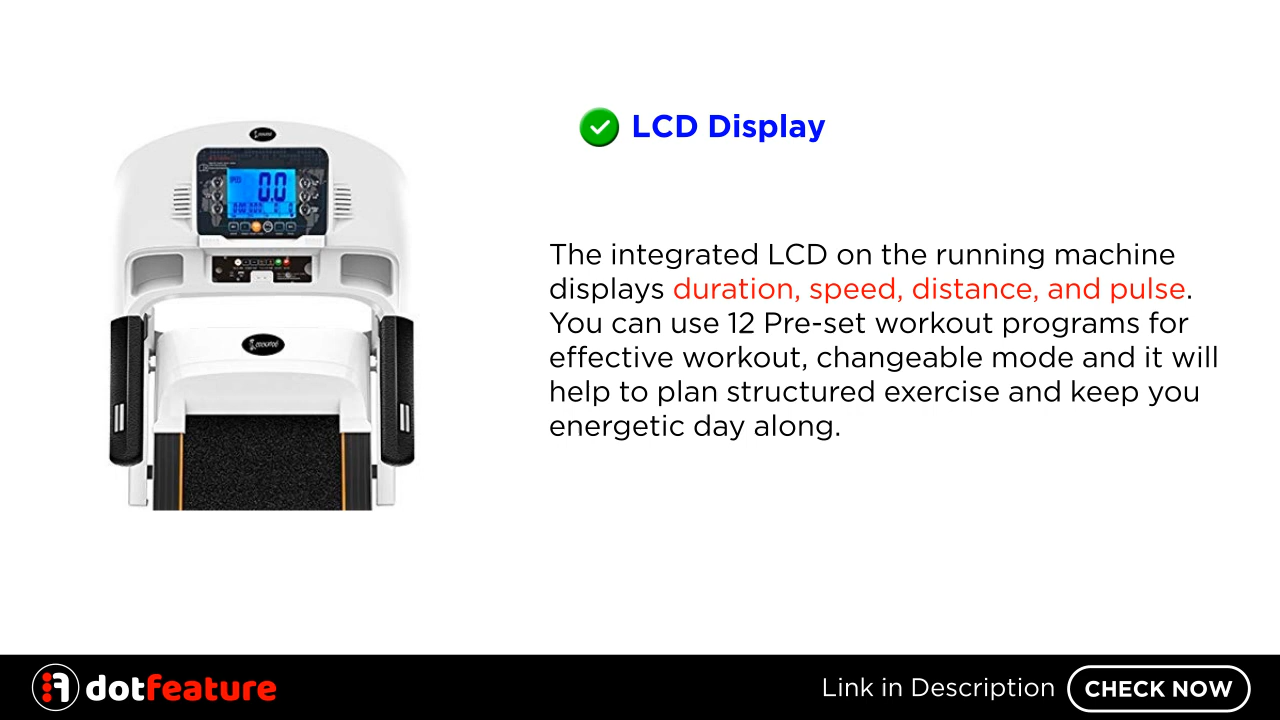 LCD Display
0.0
The integrated LCD on the running machine
displays duration, speed, distance, and pulse.
You can use 12 Pre-set workout programs for
effective workout, changeable mode and it will
help to plan structured exercise and keep you
energetic day along.
dotfeature
Link in Description
CHECK NOW